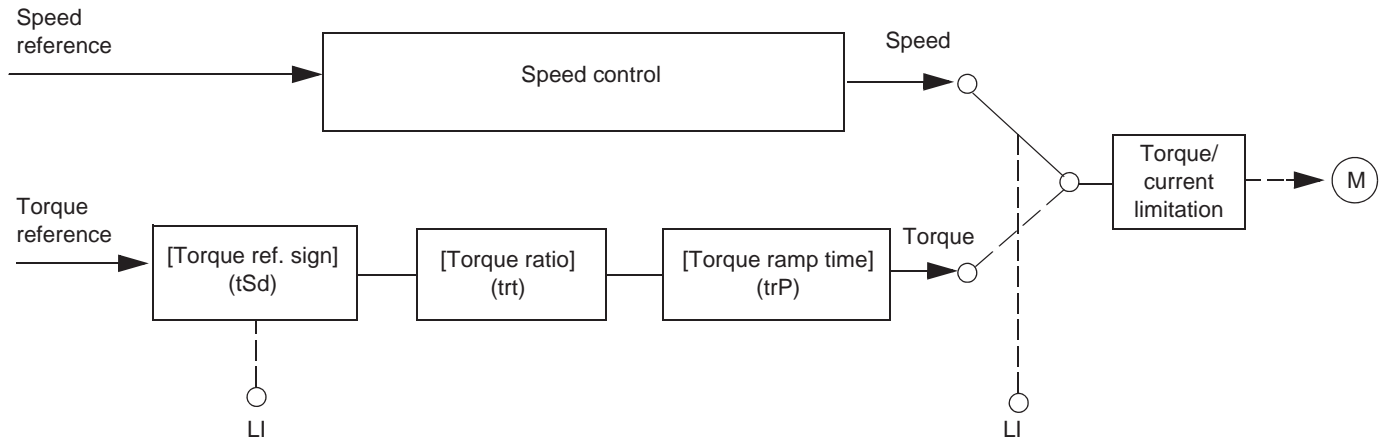 Speed
reference
Speed control
Speed
Torque/
current
limitation
M
Torque
reference
[Torque ref. sign]
(tSd)
[Torque ratio]
(trt)
[Torque ramp time]
(trP)
Torque
LI
LI